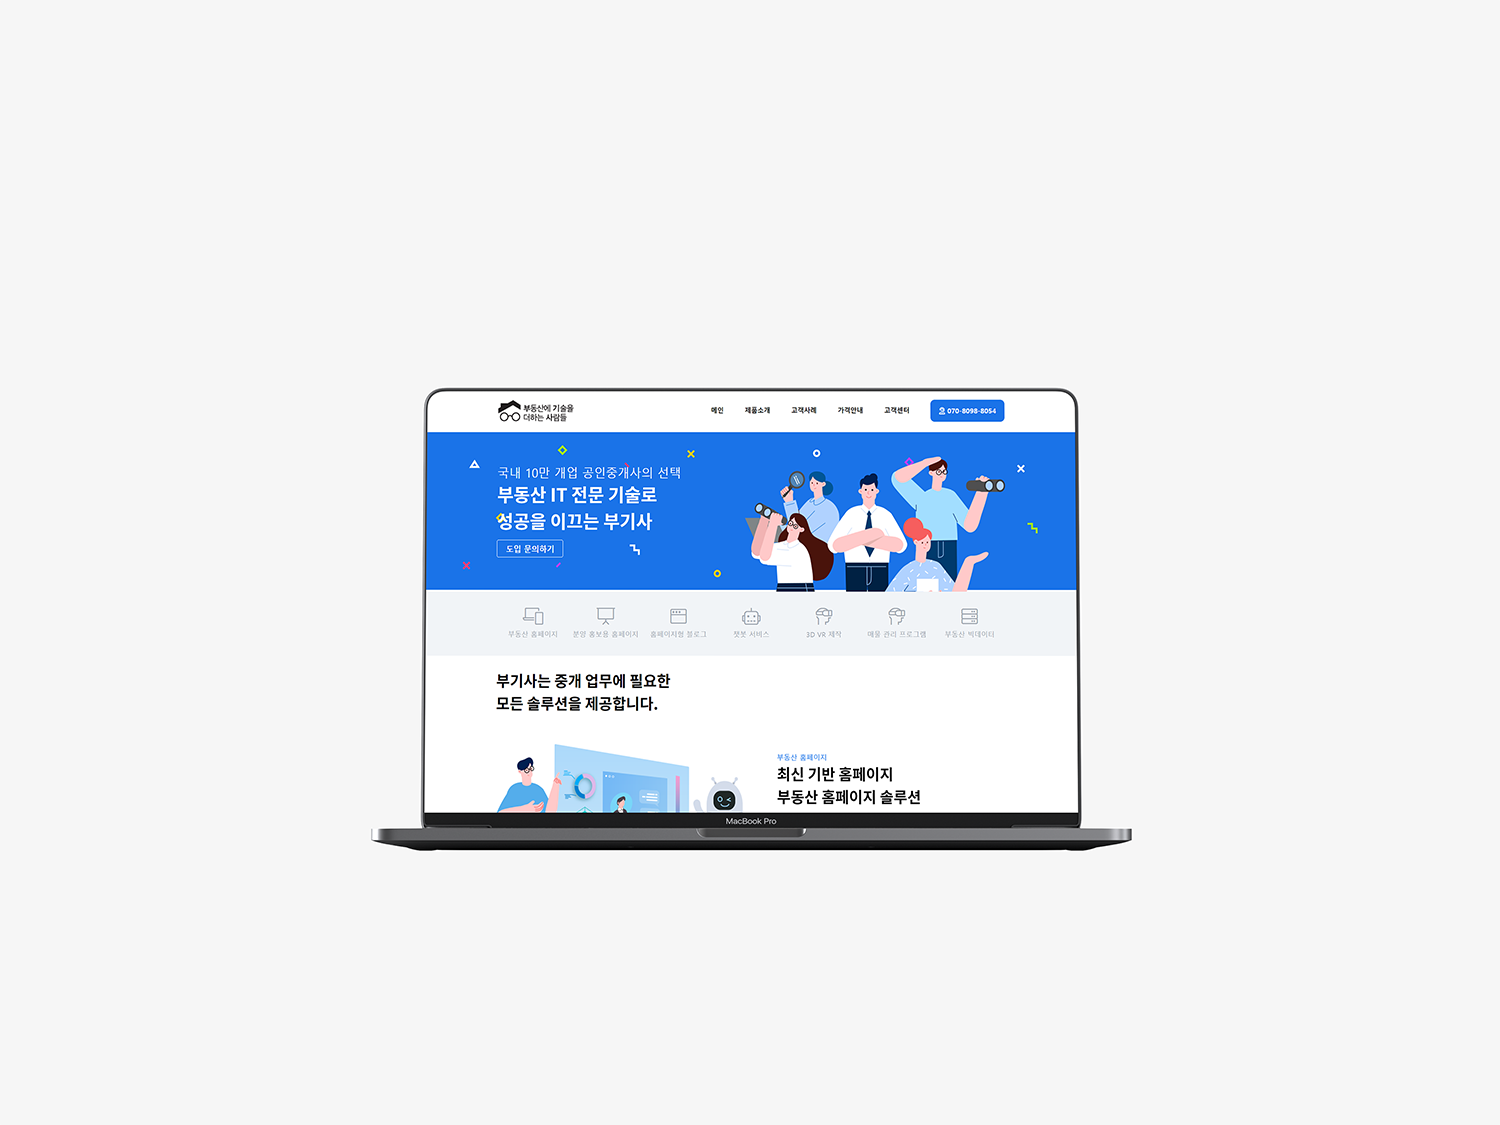 부동산에 기술을
더하는 사람들
메인 제품소개 고객사례 가격안내 고객센터 070-8098-8054
국내 10만 개업 공인중개사의 선택
부동산 IT 전문 기술로
성공을 이끄는 부기사
도입 문의하기
부동산 홈페이지 분양 홍보용 홈페이지 홈페이지형 블로그 챗봇 서비스 3D VR 제작 매물 관리 프로그램 부동산 빅데이터
부기사는 중개 업무에 필요한
모든 솔루션을 제공합니다.
부동산 홈페이지
최신 기반 홈페이지
부동산 홈페이지 솔루션
MacBook Pro